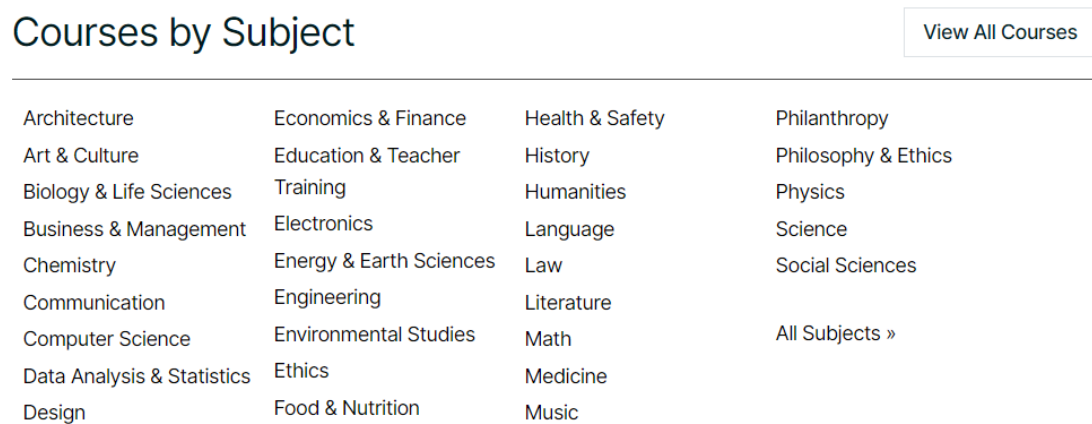 Courses by Subject
View All Courses
Architecture
Art & Culture
Biology & Life Sciences
Business & Management
Chemistry
Communication
Computer Science
Data Analysis & Statistics
Design
Economics & Finance
Education & Teacher
Training
Electronics
Energy & Earth Sciences
Engineering
Environmental Studies
Ethics
Food & Nutrition
Health & Safety
History
Humanities
Language
Law
Literature
Math
Medicine
Music
Philanthropy
Philosophy & Ethics
Physics
Science
Social Sciences
All Subjects »